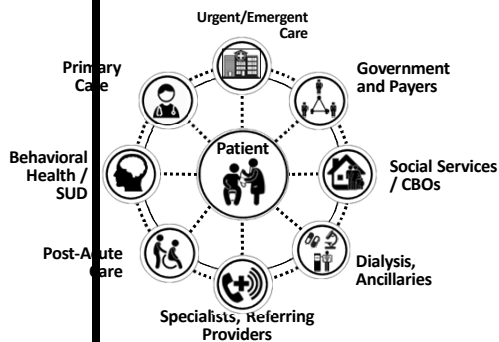 Urgent/Emergent
Care
Primary
Care
Government
and Payers
Patient
Behavioral
Health /
SUD
Social Services
/ CBOs
Post-Acute
Care
Dialysis,
Ancillaries
Specialists, Referring
Providers